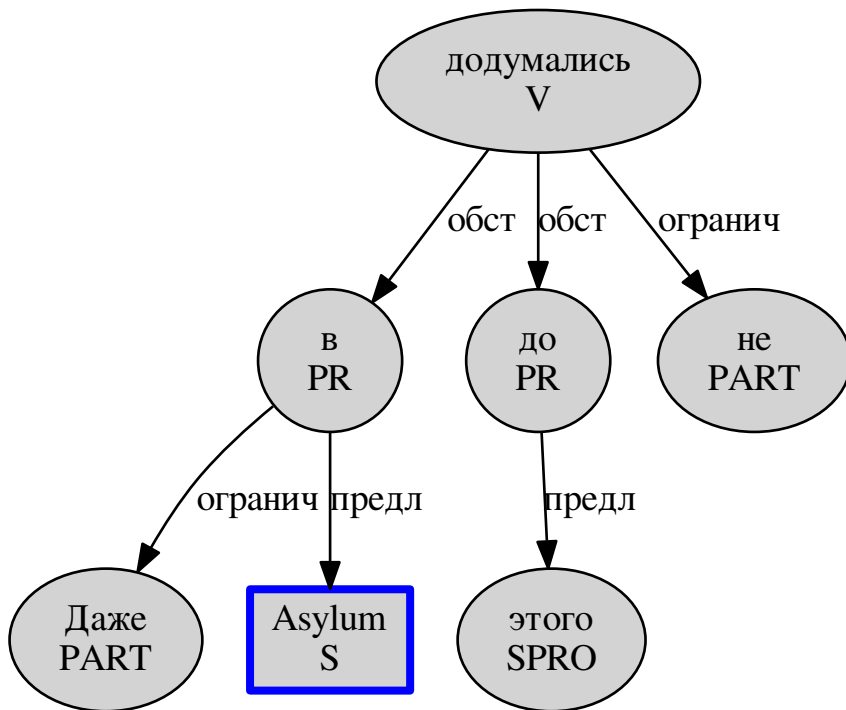 додумались
V
обст
обст
огранич
в
PR
до
PR
не
PART
огранич
предл
предл
Даже
PART
Asylum
S
этого
SPRO